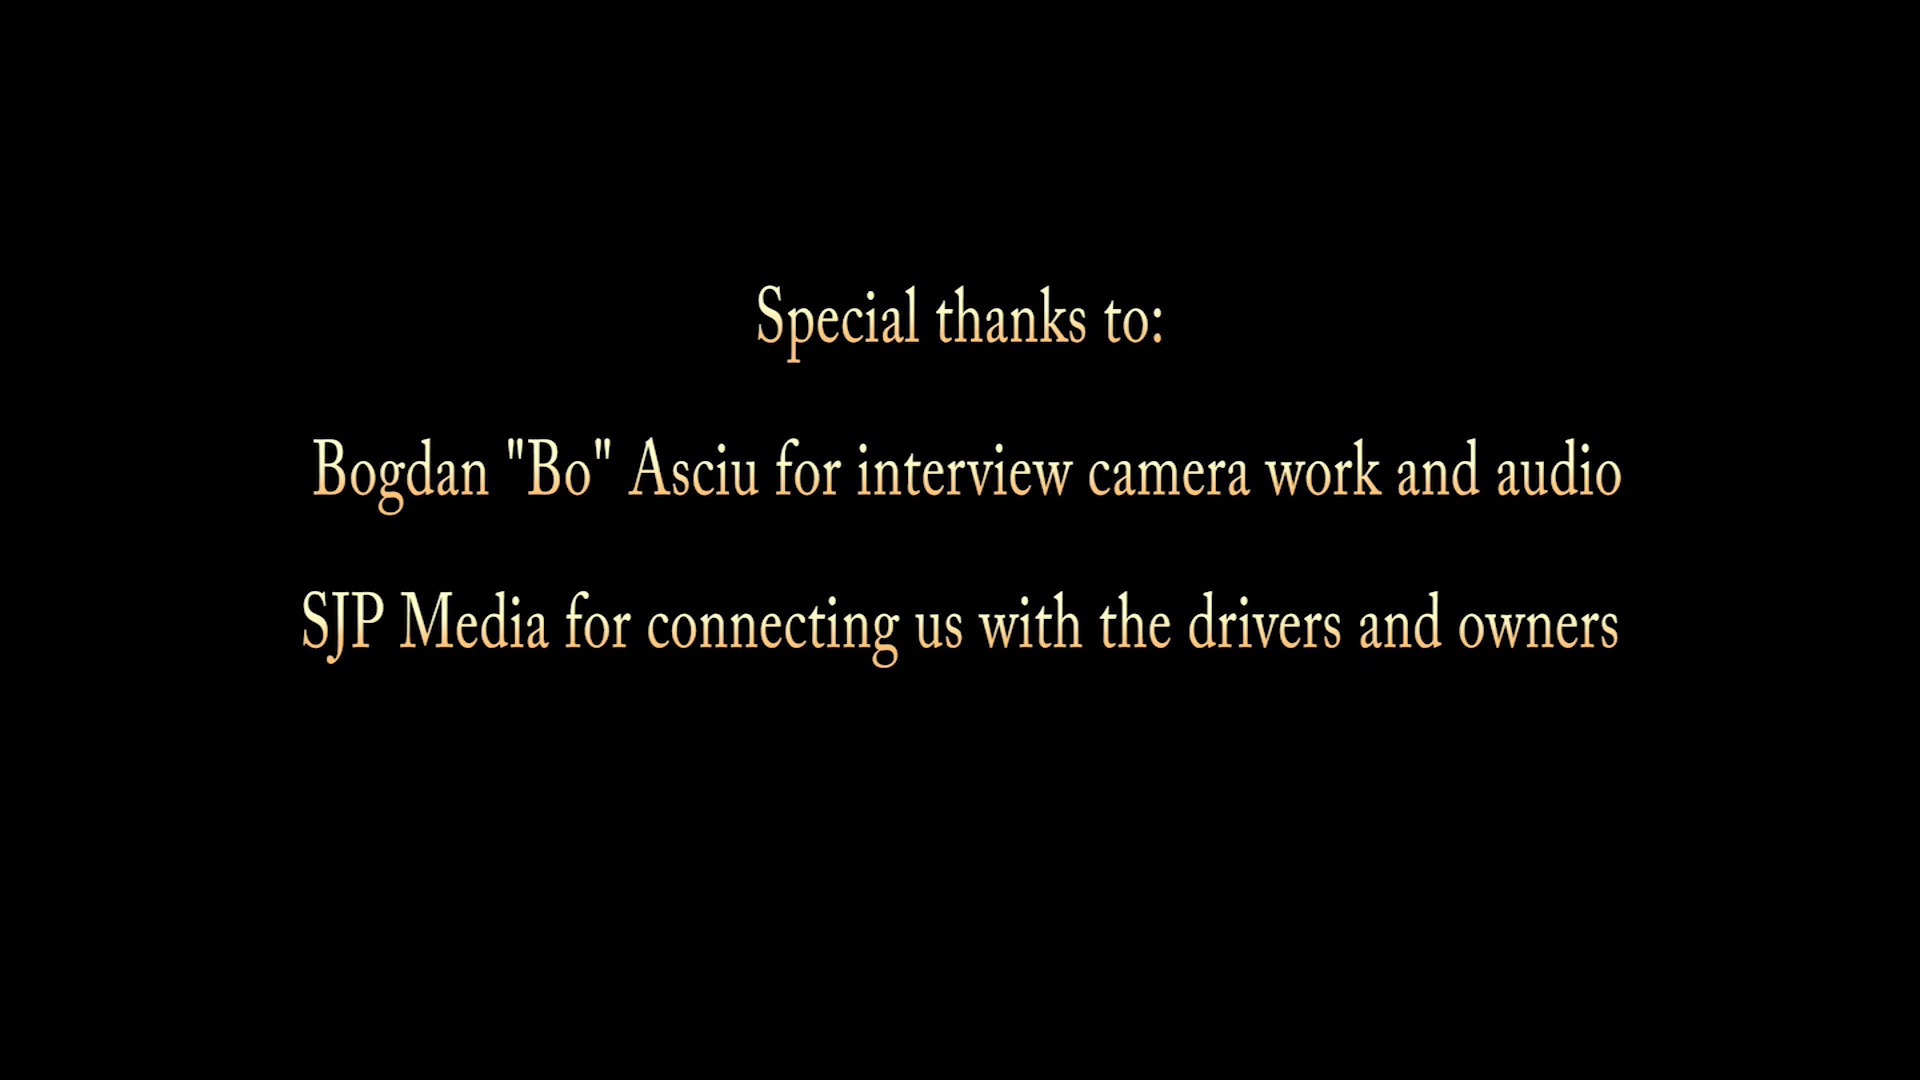 Special thanks to:
Bogdan "Bo" Asciu for interview camera work and audio
SJP Media for connecting us with the drivers and owners